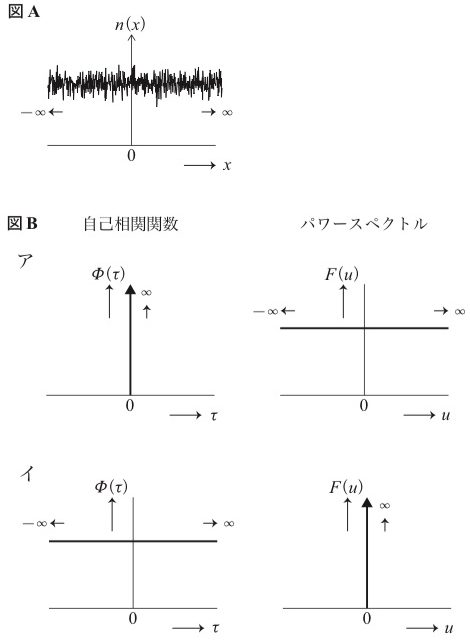 図 A
n(x)
−∞← → ∞
0
→ x
図 B 自己相関関数 パワースペクトル
ア
Φ(τ) ∞
F(u)
−∞← → ∞
0
→ τ
0
→ u
イ
Φ(τ)
−∞← → ∞
F(u) ∞
0
→ τ
0
→ u